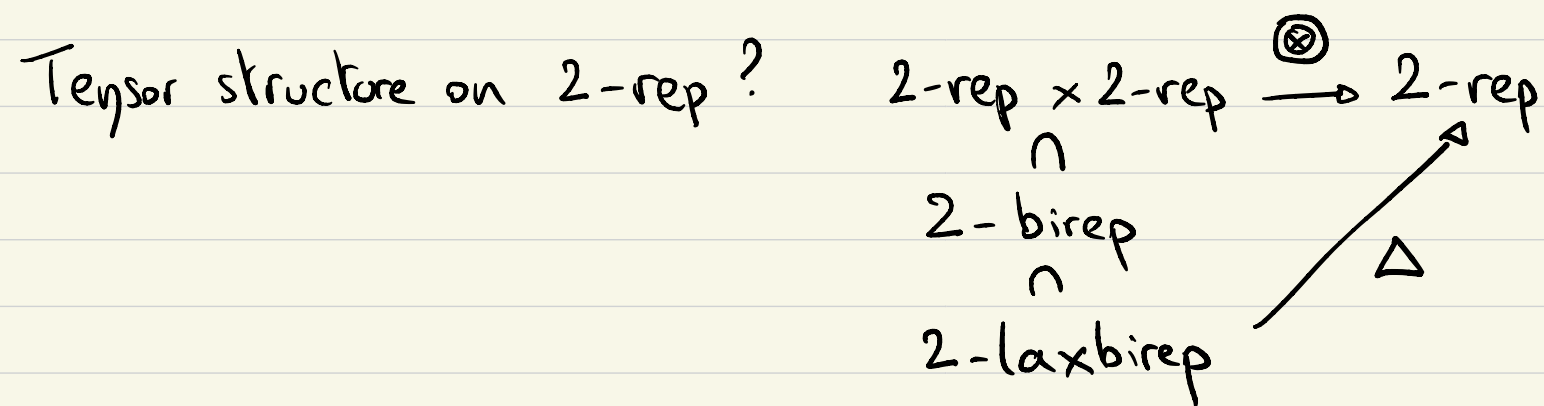 Tensor structure on 2-rep ? 2-rep × 2-rep ⟶ 2-rep
⊗
∩
2-birep
∩
△
2-laxbirep